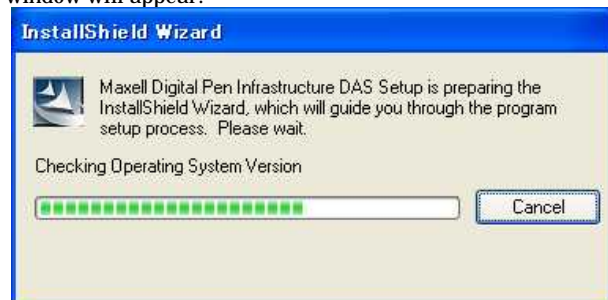 window will appear.
InstallShield Wizard
Maxell Digital Pen Infrastructure DAS Setup is preparing the
InstallShield Wizard, which will guide you through the program
setup process. Please wait.
Checking Operating System Version
Cancel